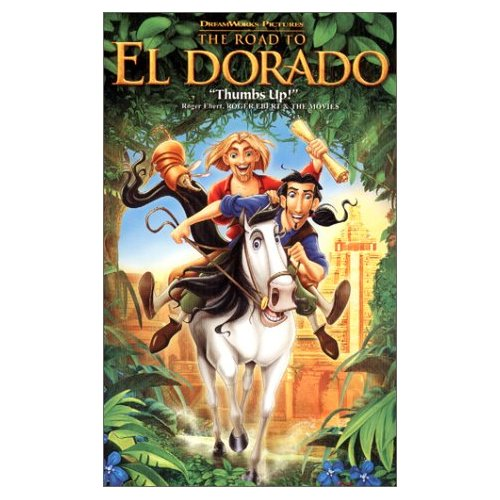 DREAMWORKS PICTURES
THE ROAD TO
EL DORADO
"Thumbs Up!"
Roger Ebert, ROGER EBERT & THE MOVIES